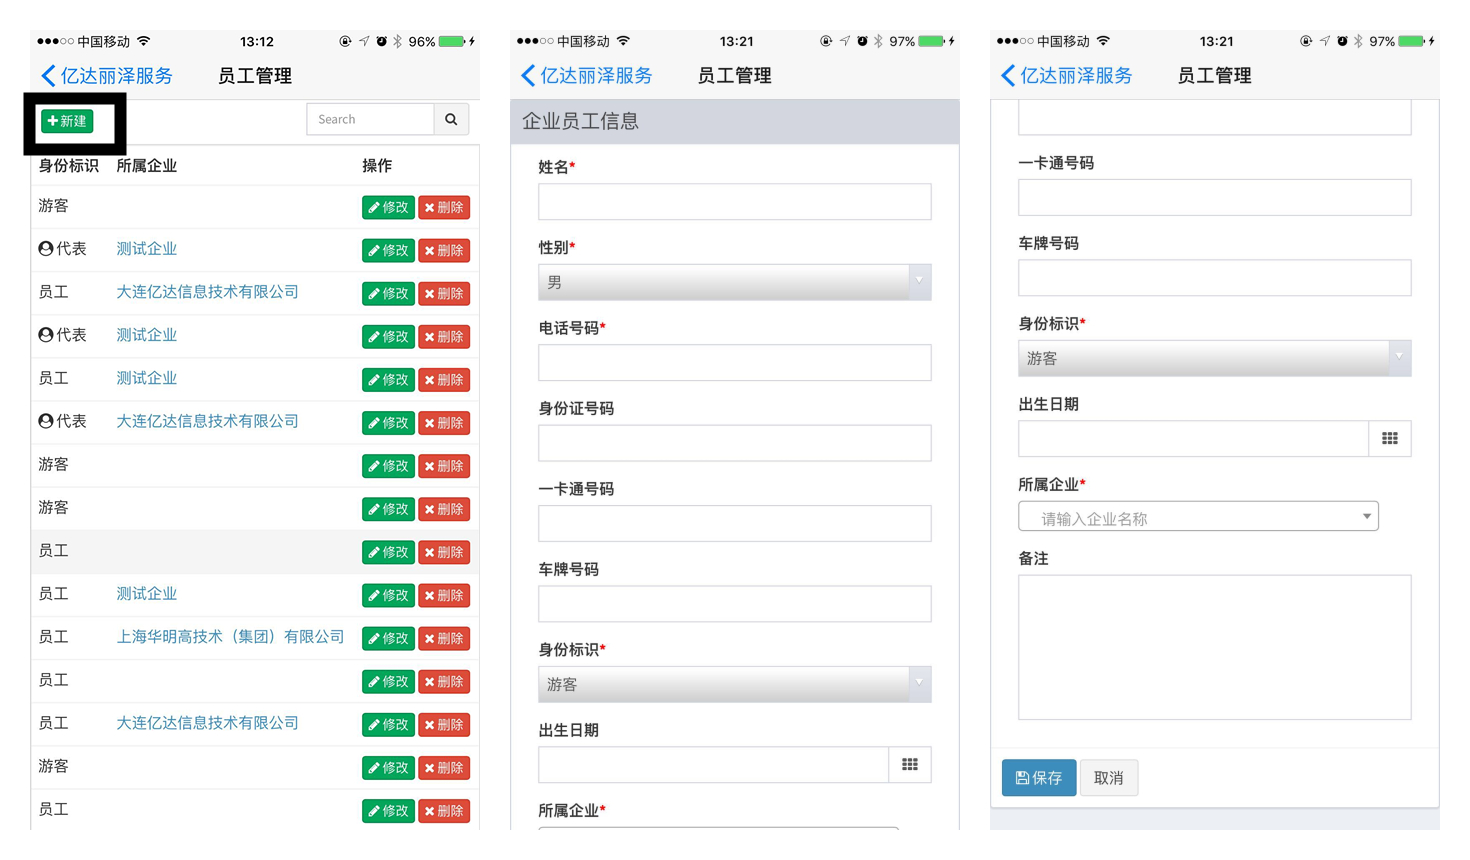 中国移动 13:12 96%
亿达丽泽服务 员工管理
新建 Search
身份标识 所属企业 操作
游客 修改 删除
代表 测试企业 修改 删除
员工 大连亿达信息技术有限公司 修改 删除
代表 测试企业 修改 删除
员工 测试企业 修改 删除
代表 大连亿达信息技术有限公司 修改 删除
游客 修改 删除
游客 修改 删除
员工 修改 删除
员工 测试企业 修改 删除
员工 上海华明高技术（集团）有限公司 修改 删除
员工 修改 删除
员工 大连亿达信息技术有限公司 修改 删除
游客 修改 删除
员工 修改 删除
中国移动 13:21 97%
亿达丽泽服务 员工管理
企业员工信息
姓名*
性别*
男
电话号码*
身份证号码
一卡通号码
车牌号码
身份标识*
游客
出生日期
所属企业*
中国移动 13:21 97%
亿达丽泽服务 员工管理
一卡通号码
车牌号码
身份标识*
游客
出生日期
所属企业*
请输入企业名称
备注
保存 取消